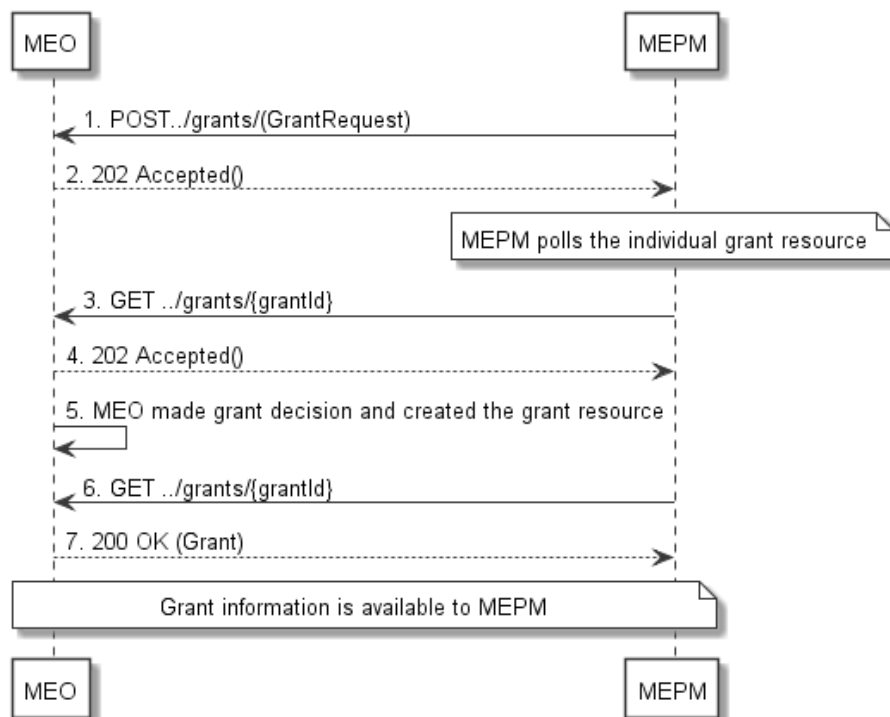 MEO
MEPM
1. POST../grants/(GrantRequest)
2. 202 Accepted()
MEPM polls the individual grant resource
3. GET ../grants/{grantId}
4. 202 Accepted()
5. MEO made grant decision and created the grant resource
6. GET ../grants/{grantId}
7. 200 OK (Grant)
Grant information is available to MEPM
MEO
MEPM